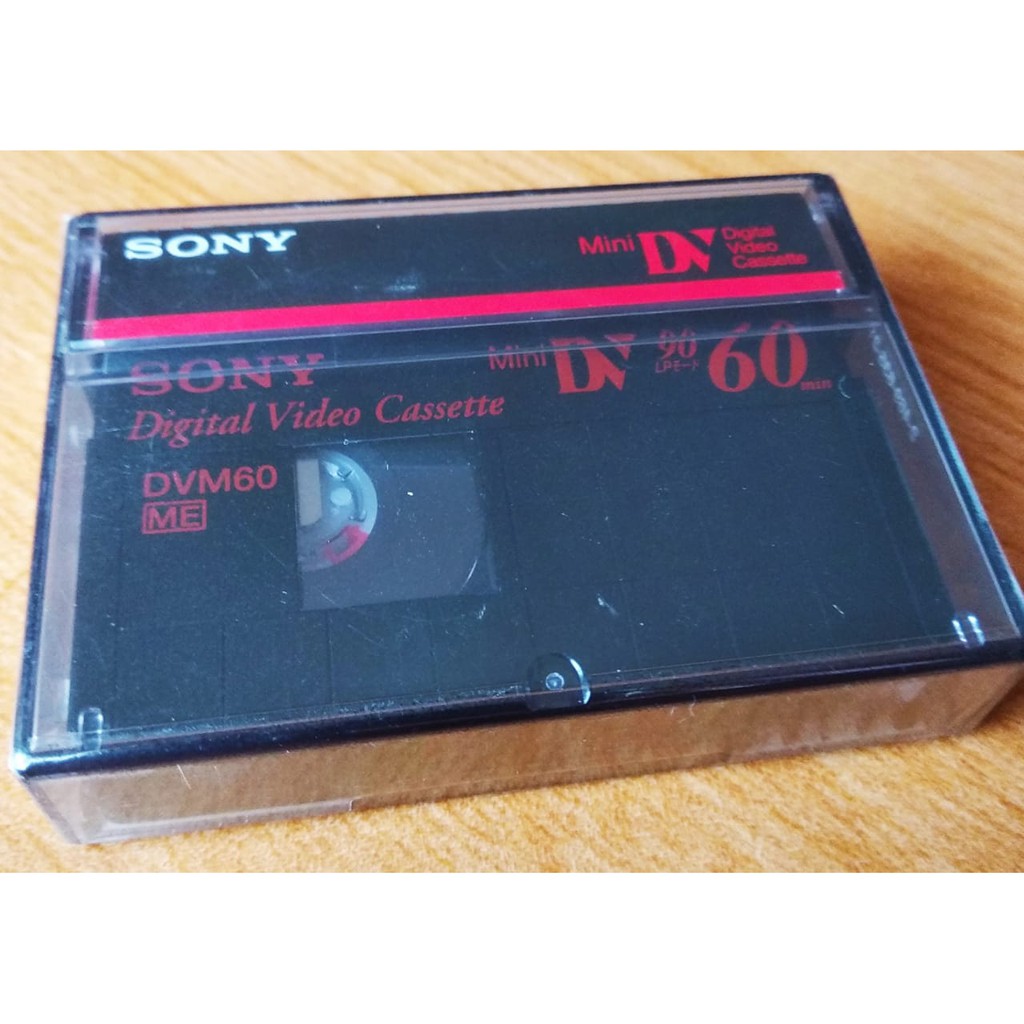 SONY
Mini DV Digital Video Cassette
SONY
Mini DV 90 LPモード 60 min
Digital Video Cassette
DVM60
ME